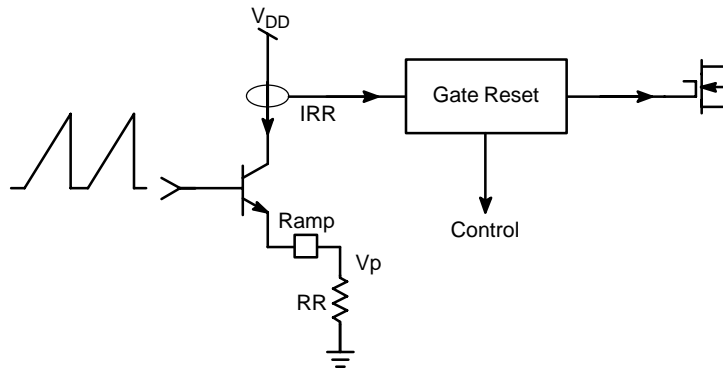 VDD
IRR
Gate Reset
Control
Ramp
Vp
RR